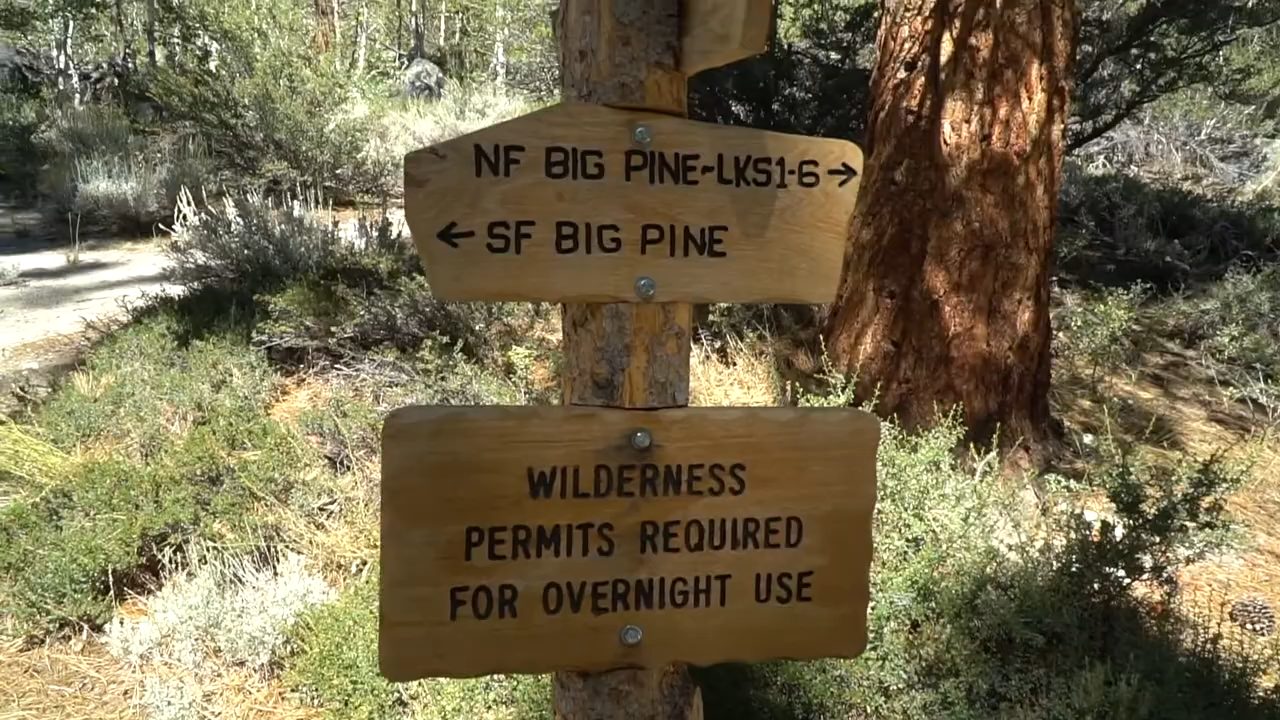 NF BIG PINE-LKS1-6→
←SF BIG PINE
WILDERNESS
PERMITS REQUIRED
FOR OVERNIGHT USE